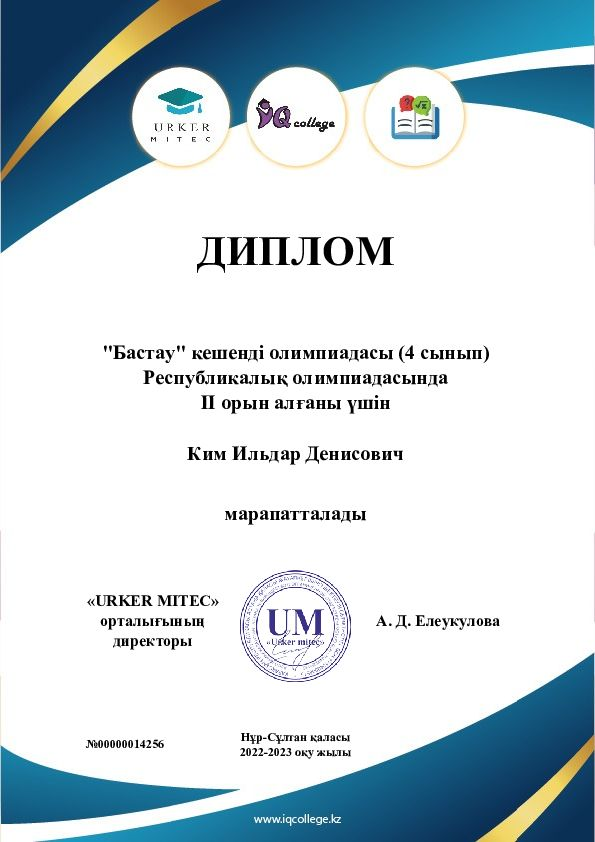 URKER
MITEC
IQ college
ДИПЛОМ
"Бастау" кешенді олимпиадасы (4 сынып)
Республикалық олимпиадасында
II орын алғаны үшін
Ким Ильдар Денисович
марапатталады
«URKER MITEC»
орталығының
директоры
UM
«Urker mitec»
А. Д. Елеукулова
№00000014256
Нұр-Сұлтан қаласы
2022-2023 оқу жылы
www.iqcollege.kz